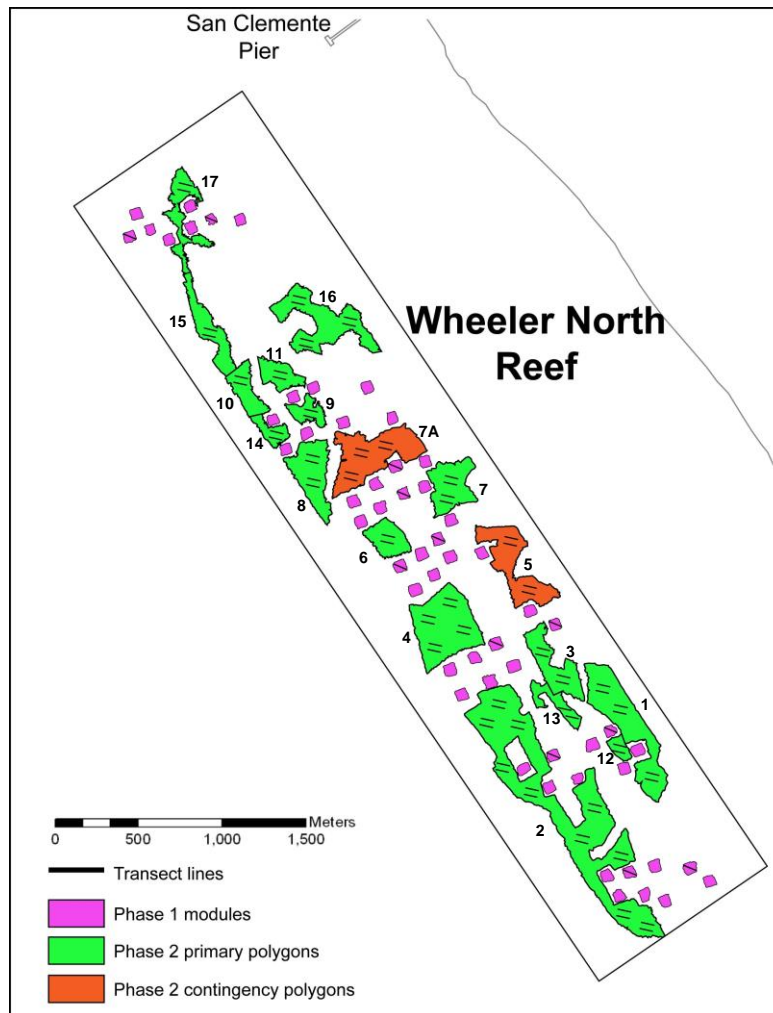 San Clemente
Pier
17
16
Wheeler North
Reef
15
11
10
9
14
7A
8
7
6
5
4
3
1
13
12
2
Meters
0 500 1,000 1,500
Transect lines
Phase 1 modules
Phase 2 primary polygons
Phase 2 contingency polygons